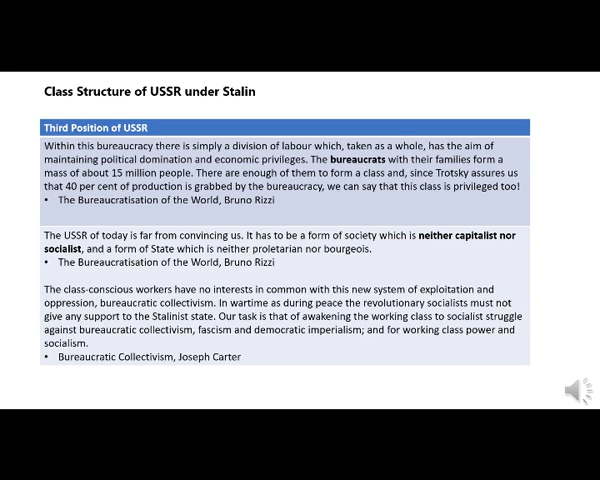 Class Structure of USSR under Stalin
Third Position of USSR
Within this bureaucracy there is simply a division of labour which, taken as a whole, has the aim of
maintaining political domination and economic privileges. The bureaucrats with their families form a
mass of about 15 million people. There are enough of them to form a class and, since Trotsky assures us
that 40 per cent of production is grabbed by the bureaucracy, we can say that this class is privileged too!
• The Bureaucratisation of the World, Bruno Rizzi
The USSR of today is far from convincing us. It has to be a form of society which is neither capitalist nor
socialist, and a form of State which is neither proletarian nor bourgeois.
• The Bureaucratisation of the World, Bruno Rizzi
The class-conscious workers have no interests in common with this new system of exploitation and
oppression, bureaucratic collectivism. In wartime as during peace the revolutionary socialists must not
give any support to the Stalinist state. Our task is that of awakening the working class to socialist struggle
against bureaucratic collectivism, fascism and democratic imperialism; and for working class power and
socialism.
• Bureaucratic Collectivism, Joseph Carter